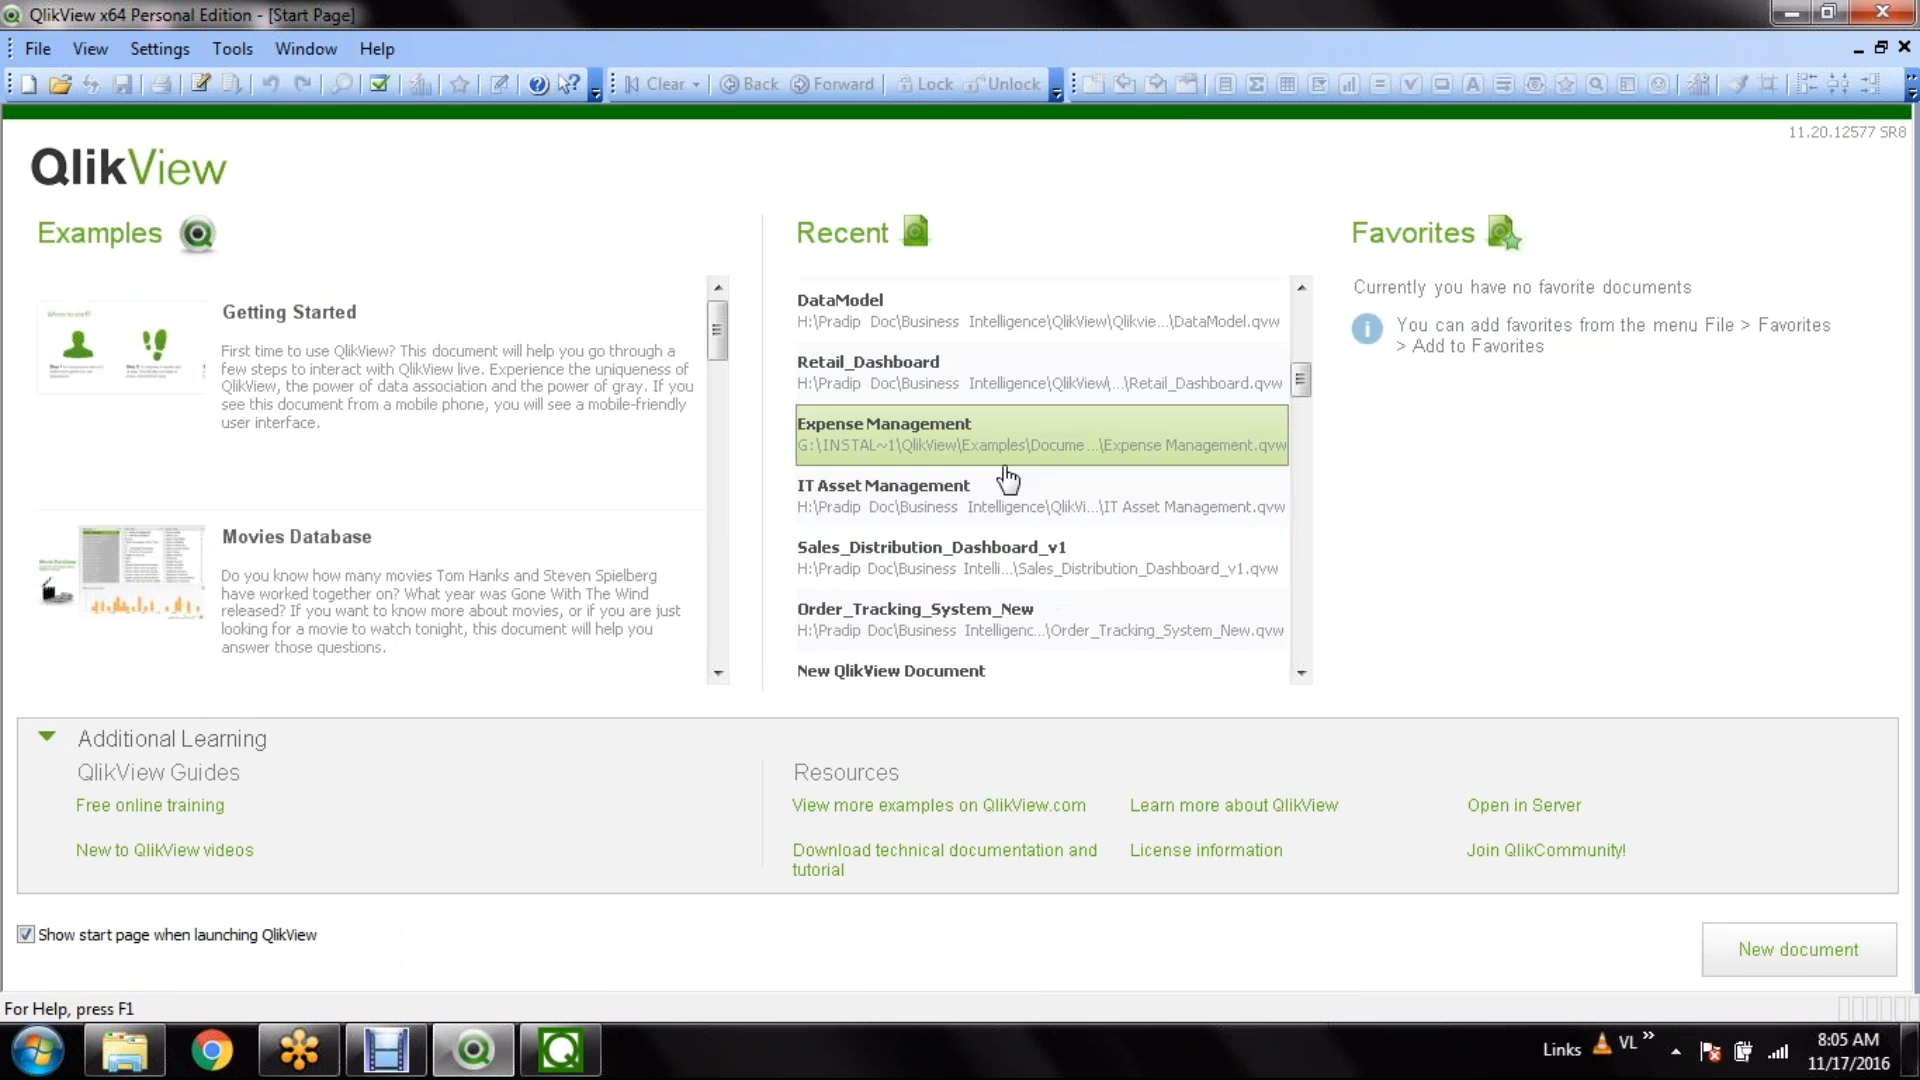 QlikView x64 Personal Edition - [Start Page]
File View Settings Tools Window Help
Clear Back Forward Lock Unlock
11.20.12577 SR8
QlikView
Examples
Getting Started
First time to use QlikView? This document will help you go through a
few steps to interact with QlikView live. Experience the uniqueness of
QlikView, the power of data association and the power of gray. If you
see this document from a mobile phone, you will see a mobile-friendly
user interface.
Movies Database
Do you know how many movies Tom Hanks and Steven Spielberg
have worked together on? What year was Gone With The Wind
released? If you want to know more about movies, or if you are just
looking for a movie to watch tonight, this document will help you
answer those questions.
Recent
DataModel
H:\Pradip Doc\Business Intelligence\QlikView\Qlikvie...\DataModel.qvw
Retail_Dashboard
H:\Pradip Doc\Business Intelligence\QlikView\...\Retail_Dashboard.qvw
Expense Management
G:\INSTAL~1\QlikView\Examples\Docume ...\Expense Management.qvw
IT Asset Management
H:\Pradip Doc\Business Intelligence\QlikVi...\IT Asset Management.qvw
Sales_Distribution_Dashboard_v1
H:\Pradip Doc\Business Intelli...\Sales_Distribution_Dashboard_v1.qvw
Order_Tracking_System_New
H:\Pradip Doc\Business Intelligenc...\Order_Tracking_System_New.qvw
New QlikView Document
Favorites
Currently you have no favorite documents
You can add favorites from the menu File > Favorites
> Add to Favorites
Additional Learning
QlikView Guides
Free online training
New to QlikView videos
Resources
View more examples on QlikView.com
Learn more about QlikView
Open in Server
Download technical documentation and
tutorial
License information
Join QlikCommunity!
Show start page when launching QlikView
New document
For Help, press F1
Links VL
8:05 AM
11/17/2016